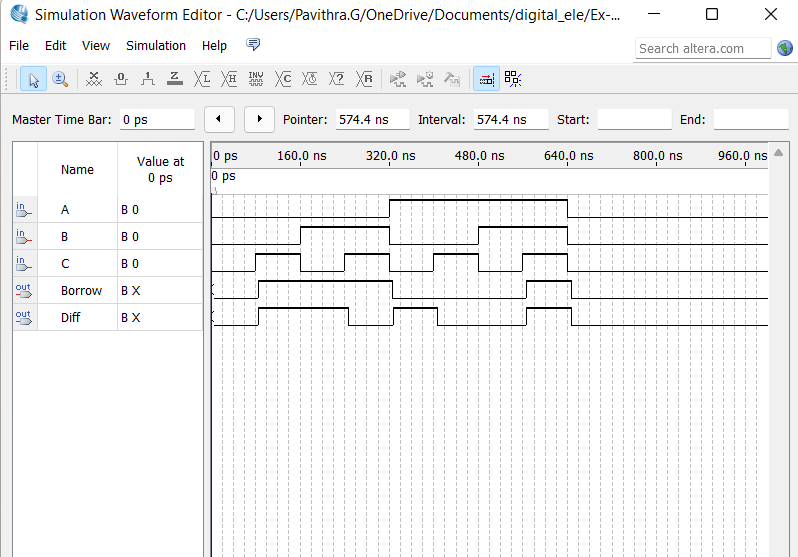 Simulation Waveform Editor - C:/Users/Pavithra.G/OneDrive/Documents/digital_ele/Ex-...
File Edit View Simulation Help
Search altera.com
Master Time Bar: 0 ps Pointer: 574.4 ns Interval: 574.4 ns Start: End:
Name Value at 0 ps
0 ps 160.0 ns 320.0 ns 480.0 ns 640.0 ns 800.0 ns 960.0 ns
0 ps
in A B 0
in B B 0
in C B 0
out Borrow B X
out Diff B X